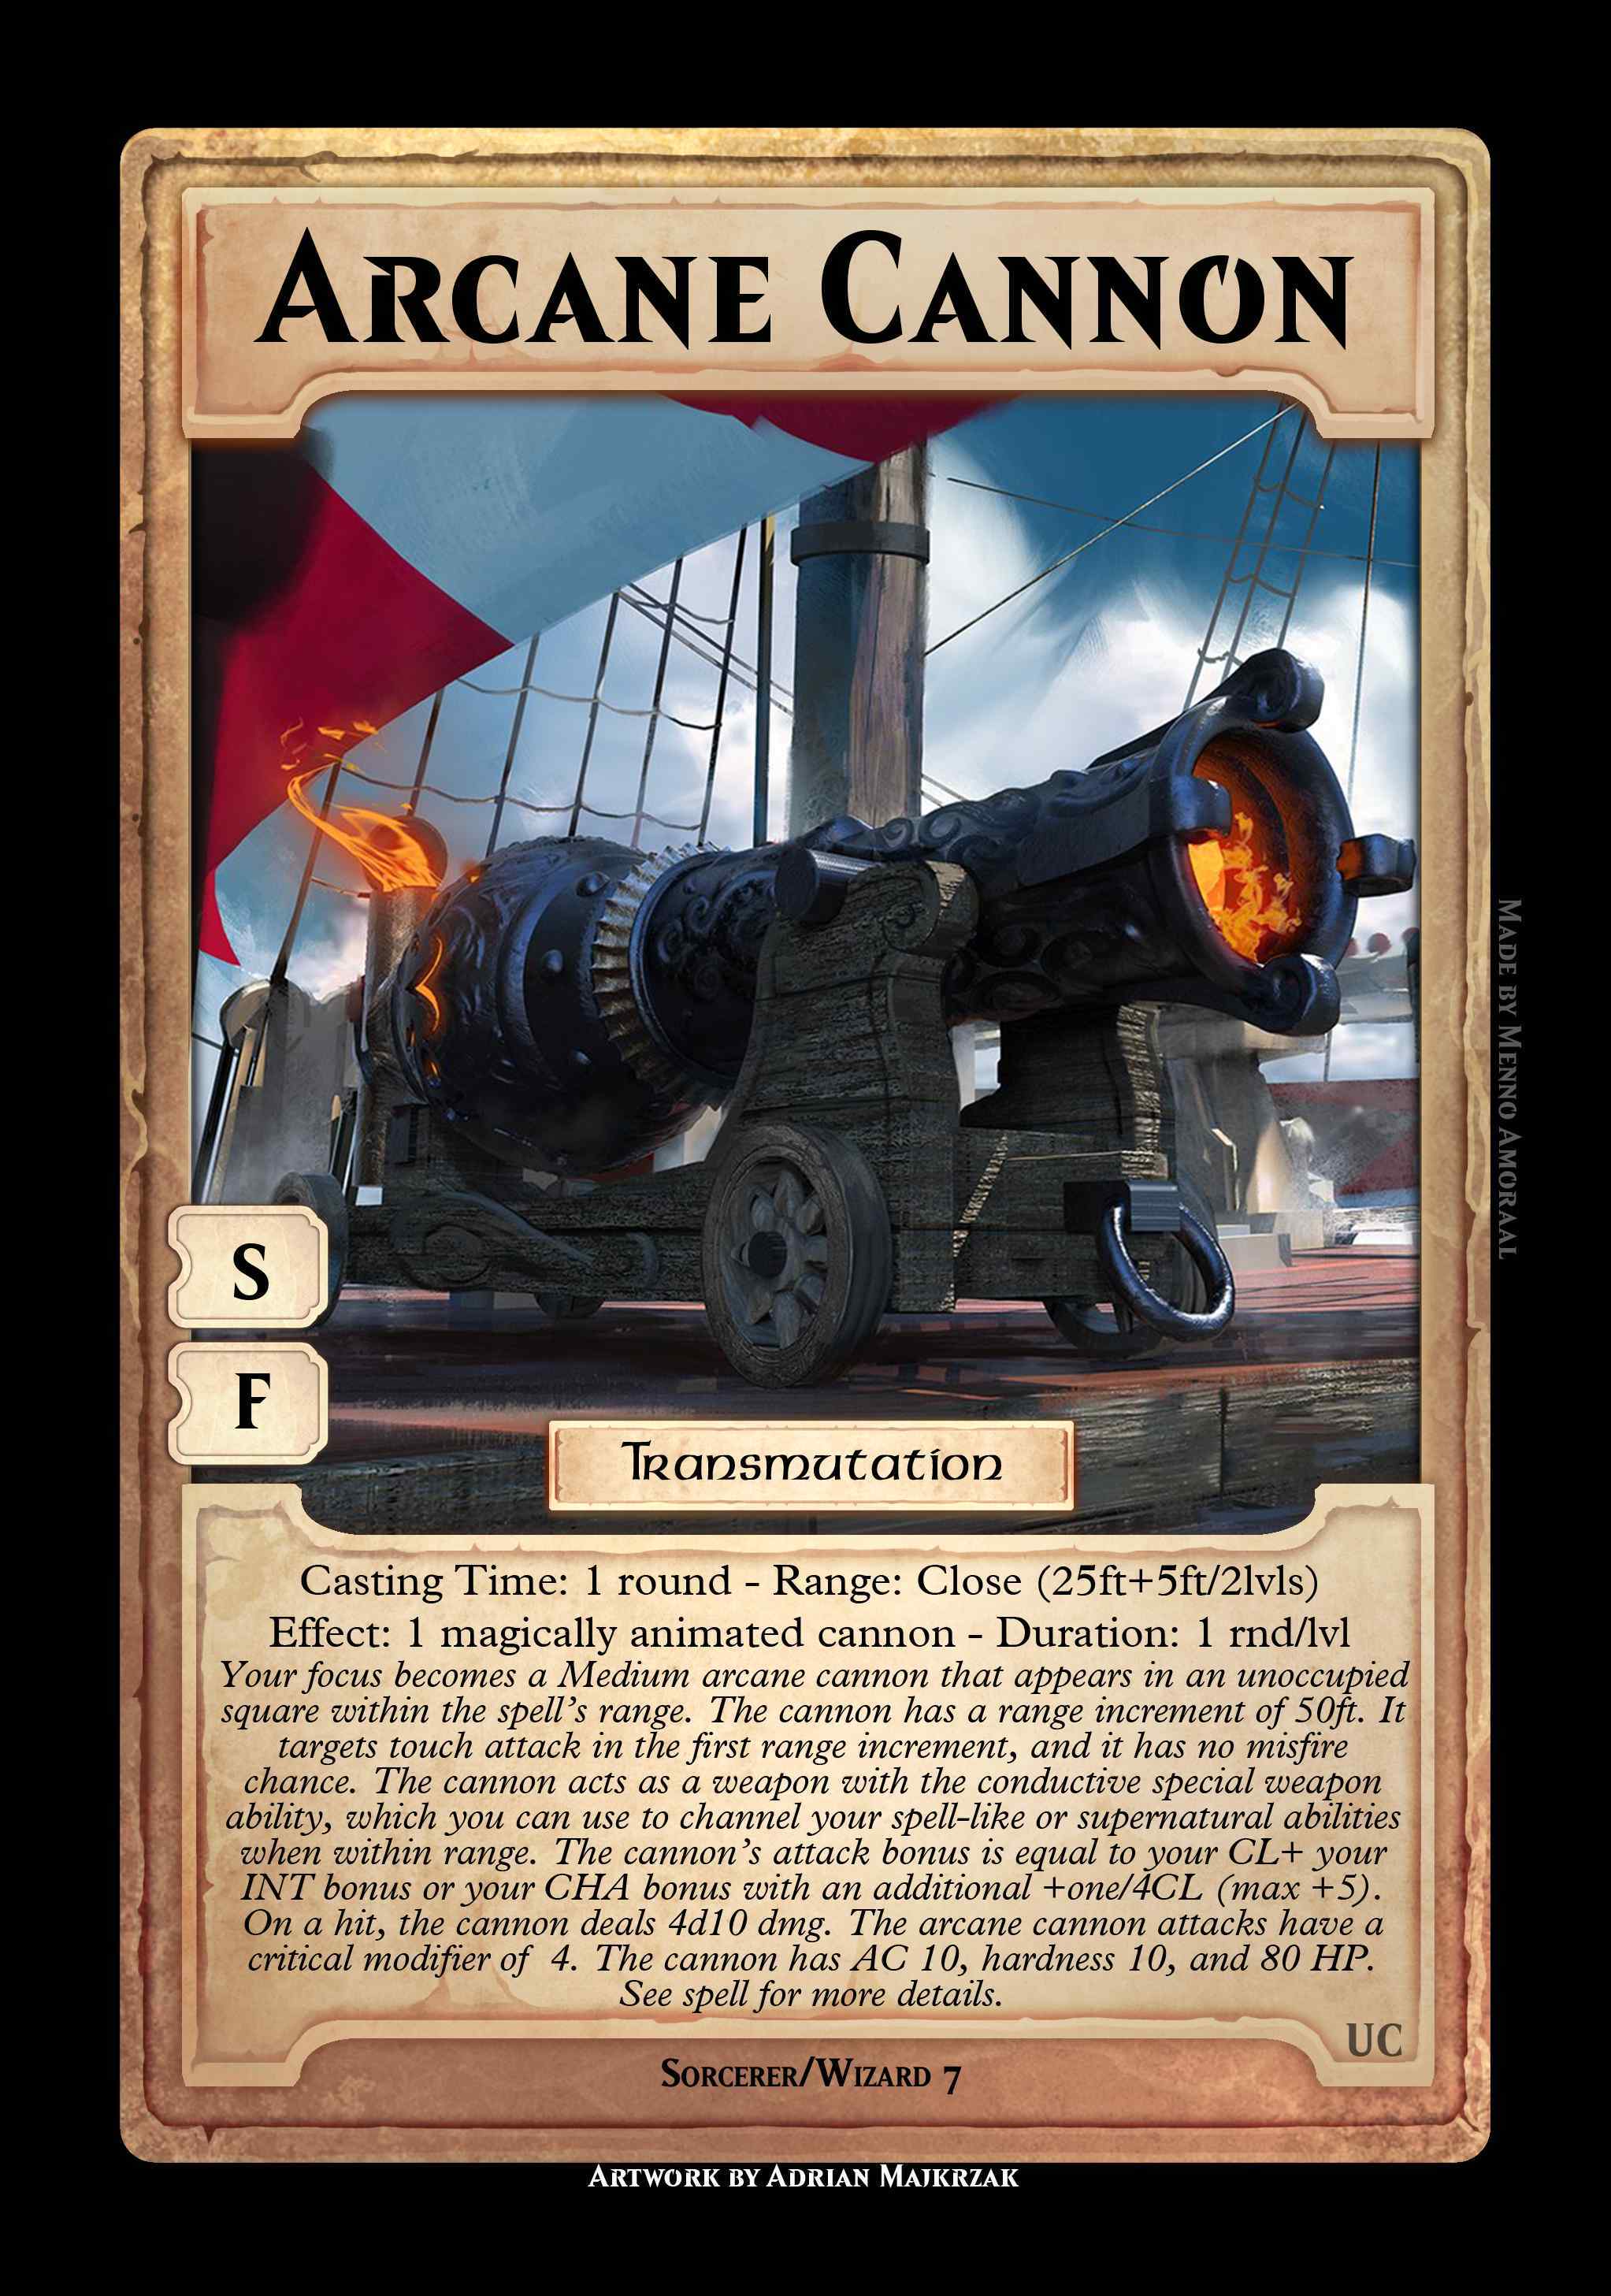 Arcane Cannon
S
F
Transmutation
Casting Time: 1 round - Range: Close (25ft+5ft/2lvls)
Effect: 1 magically animated cannon - Duration: 1 rnd/lvl
Your focus becomes a Medium arcane cannon that appears in an unoccupied
square within the spell's range. The cannon has a range increment of 50ft. It
targets touch attack in the first range increment, and it has no misfire
chance. The cannon acts as a weapon with the conductive special weapon
ability, which you can use to channel your spell-like or supernatural abilities
when within range. The cannon's attack bonus is equal to your CL+ your
INT bonus or your CHA bonus with an additional +one/4CL (max +5).
On a hit, the cannon deals 4d10 dmg. The arcane cannon attacks have a
critical modifier of 4. The cannon has AC 10, hardness 10, and 80 HP.
See spell for more details.
UC
Sorcerer/Wizard 7
Artwork by Adrian Majkrzak
Made by Menno Amoraal